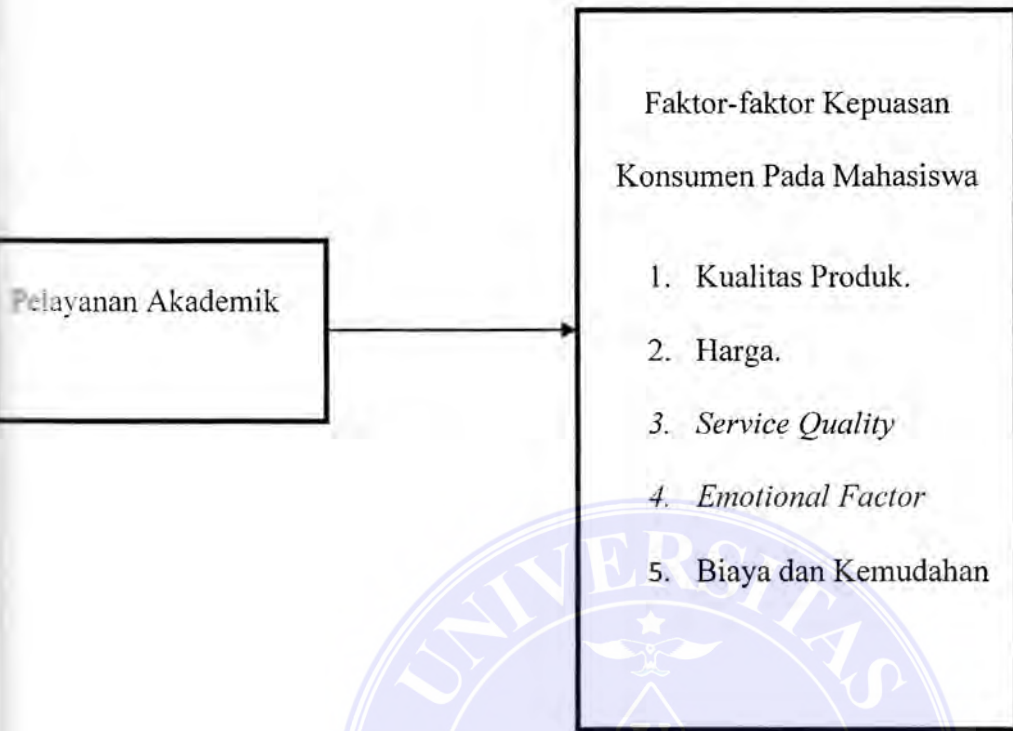 Faktor-faktor Kepuasan
Konsumen Pada Mahasiswa
Pelayanan Akademik
1. Kualitas Produk.
2. Harga.
3. Service Quality
4. Emotional Factor
5. Biaya dan Kemudahan
UNIVERSITAS